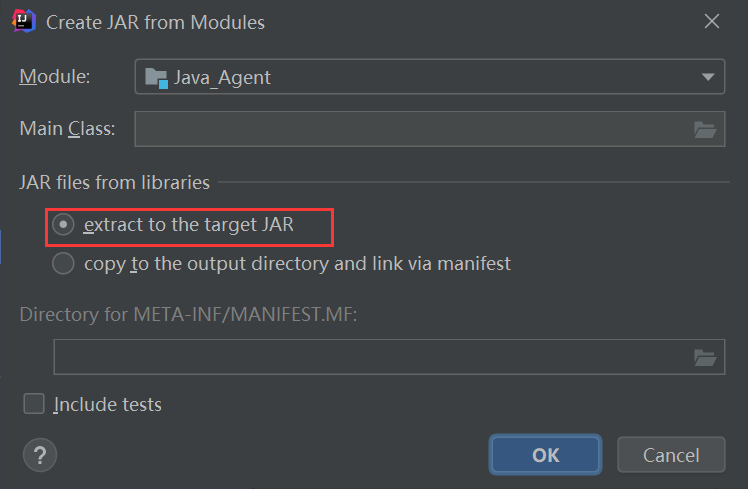 IJ Create JAR from Modules
Module: Java_Agent
Main Class:
JAR files from libraries
extract to the target JAR
copy to the output directory and link via manifest
Directory for META-INF/MANIFEST.MF:
Include tests
? OK Cancel